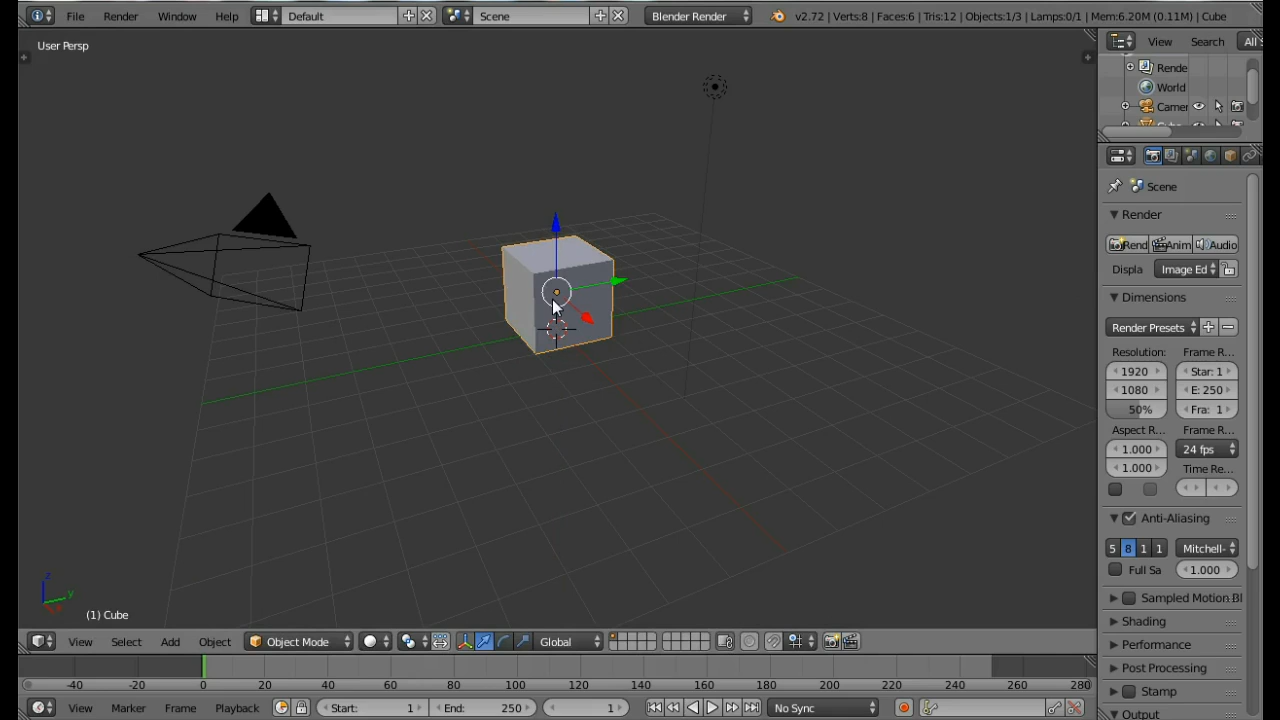 File Render Window Help Default Scene Blender Render v2.72 | Verts:8 | Faces:6 | Tris:12 | Objects:1/3 | Lamps:0/1 | Mem:6.20M (0.11M) | Cube
User Persp
View Search All
Rende
World
Camer
Scene
Render
Rend Anim Audio
Displa Image Ed
Dimensions
Render Presets
Resolution: Frame R...
1920 Star: 1
1080 E: 250
50% Fra: 1
Aspect R... Frame R...
1.000 24 fps
1.000 Time Re...
Anti-Aliasing
5 8 1 1 Mitchell-
Full Sa 1.000
Sampled Motion Bl
Shading
Performance
Post Processing
Stamp
Output
z
y
(1) Cube
View Select Add Object Object Mode Global
-40 -20 0 20 40 60 80 100 120 140 160 180 200 220 240 260 280
View Marker Frame Playback Start: 1 End: 250 1 No Sync